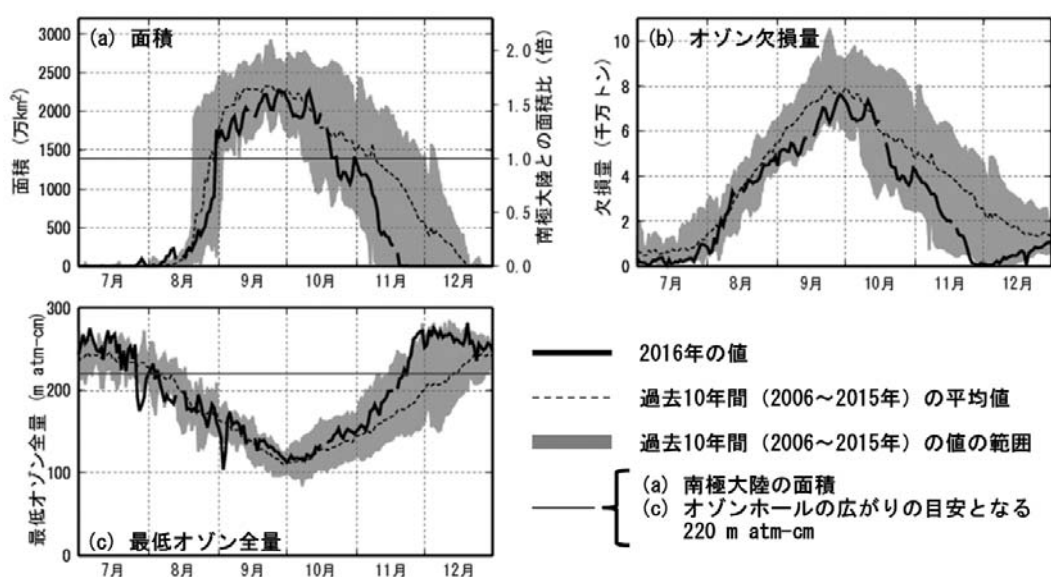 (a) 面積
面積（万km²）
3000
2500
2000
1500
1000
500
0
南極大陸との面積比（倍）
2.0
1.5
1.0
0.5
0.0
7月 8月 9月 10月 11月 12月
(b) オゾン欠損量
欠損量（千万トン）
10
8
6
4
2
0
7月 8月 9月 10月 11月 12月
(c) 最低オゾン全量
最低オゾン全量（m atm-cm）
300
200
100
0
7月 8月 9月 10月 11月 12月
2016年の値
過去10年間（2006～2015年）の平均値
過去10年間（2006～2015年）の値の範囲
(a) 南極大陸の面積
(c) オゾンホールの広がりの目安となる
220 m atm-cm